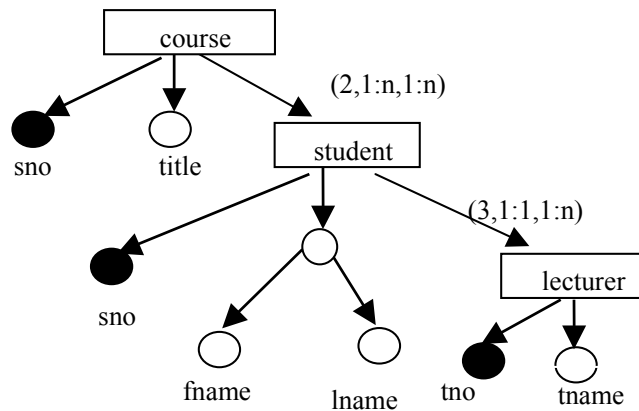 course
(2,1:n,1:n)
sno
title
student
(3,1:1,1:n)
lecturer
sno
fname
lname
tno
tname